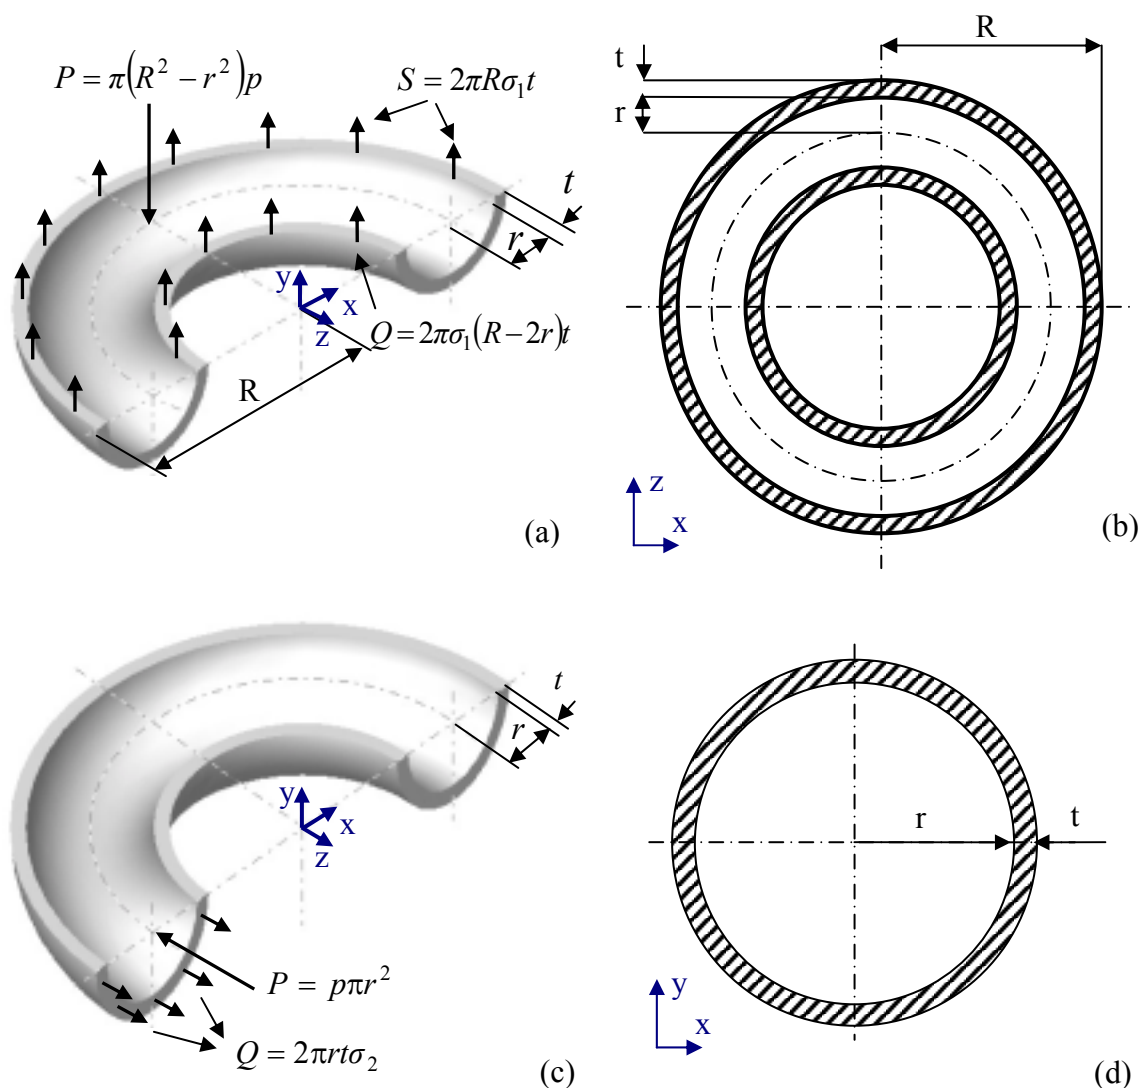 P = π(R² − r²)p
S = 2πRσ₁t
t
r
y
x
z
Q = 2πσ₁(R − 2r)t
R
(a)
R
t
r
z
x
(b)
t
r
y
x
z
P = pπr²
Q = 2πrtσ₂
(c)
r
t
y
x
(d)